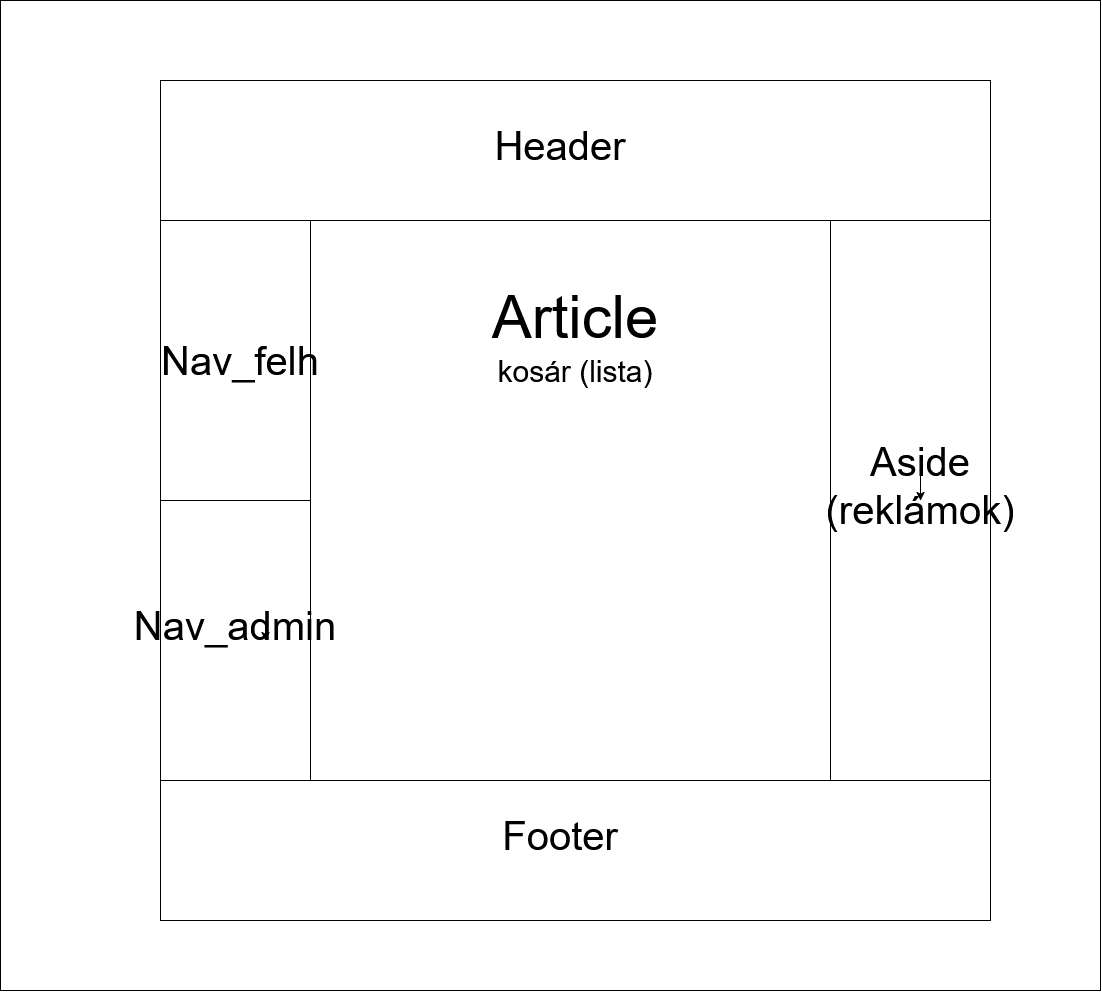 Header
Nav_felh
Article
kosár (lista)
Aside
(reklámok)
Nav_admin
Footer